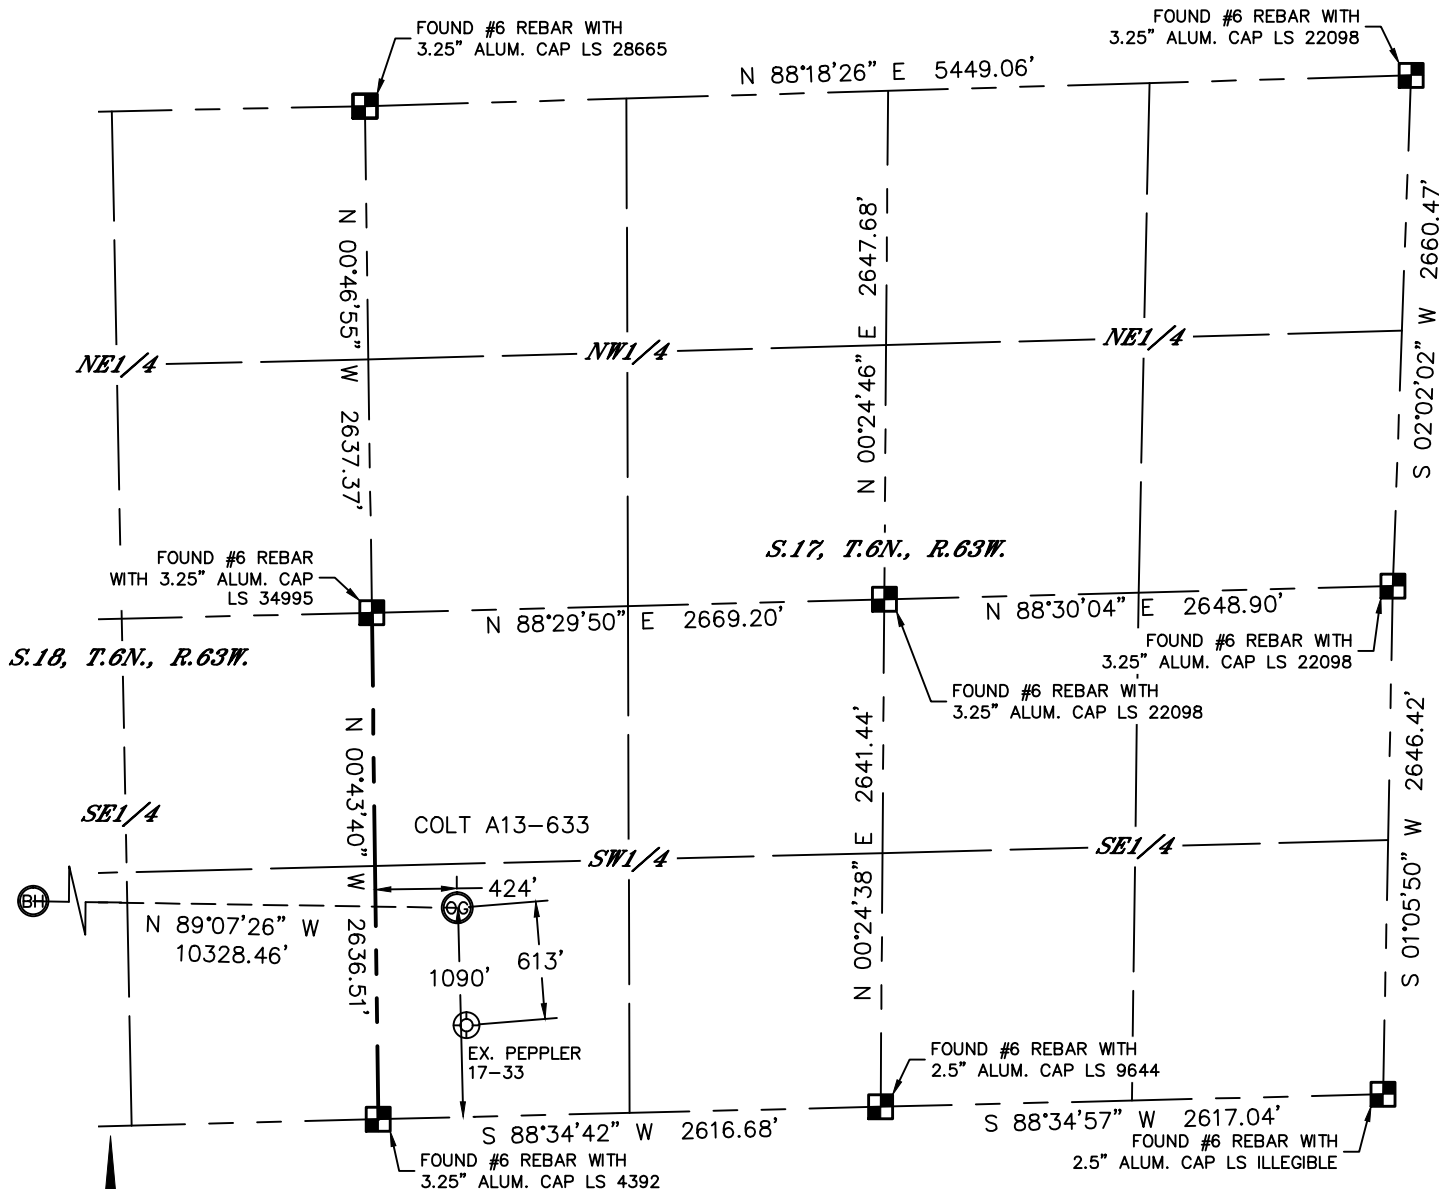 FOUND #6 REBAR WITH
3.25" ALUM. CAP LS 28665
FOUND #6 REBAR WITH
3.25" ALUM. CAP LS 22098
N 88°18'26" E 5449.06'
N 00°46'55" W 2637.37'
N 00°24'46" E 2647.68'
S 02°02'02" W 2660.47'
NE1/4
NW1/4
NE1/4
S.17, T.6N., R.63W.
FOUND #6 REBAR
WITH 3.25" ALUM. CAP
LS 34995
N 88°29'50" E 2669.20'
N 88°30'04" E 2648.90'
S.18, T.6N., R.63W.
FOUND #6 REBAR WITH
3.25" ALUM. CAP LS 22098
FOUND #6 REBAR WITH
3.25" ALUM. CAP LS 22098
N 00°43'40" W 2636.51'
N 00°24'38" E 2641.44'
S 01°05'50" W 2646.42'
SE1/4
COLT A13-633
SW1/4
SE1/4
BH
424'
OG
N 89°07'26" W
10328.46'
1090'
613'
EX. PEPPLER
17-33
FOUND #6 REBAR WITH
2.5" ALUM. CAP LS 9644
S 88°34'42" W 2616.68'
S 88°34'57" W 2617.04'
FOUND #6 REBAR WITH
2.5" ALUM. CAP LS ILLEGIBLE
FOUND #6 REBAR WITH
3.25" ALUM. CAP LS 4392